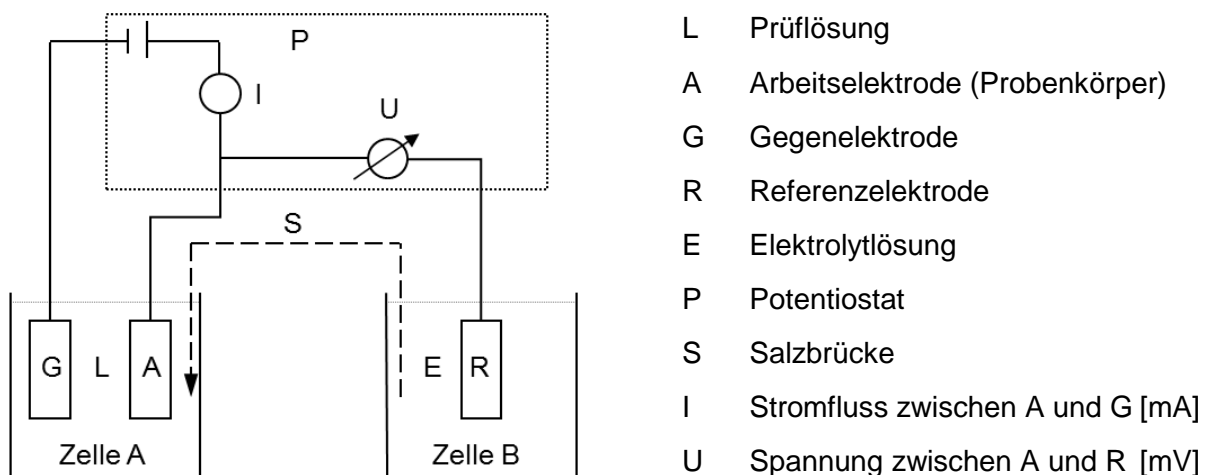 P
I
U
S
G L A
E R
Zelle A
Zelle B
L Prüflösung
A Arbeitselektrode (Probenkörper)
G Gegenelektrode
R Referenzelektrode
E Elektrolytlösung
P Potentiostat
S Salzbrücke
I Stromfluss zwischen A und G [mA]
U Spannung zwischen A und R [mV]